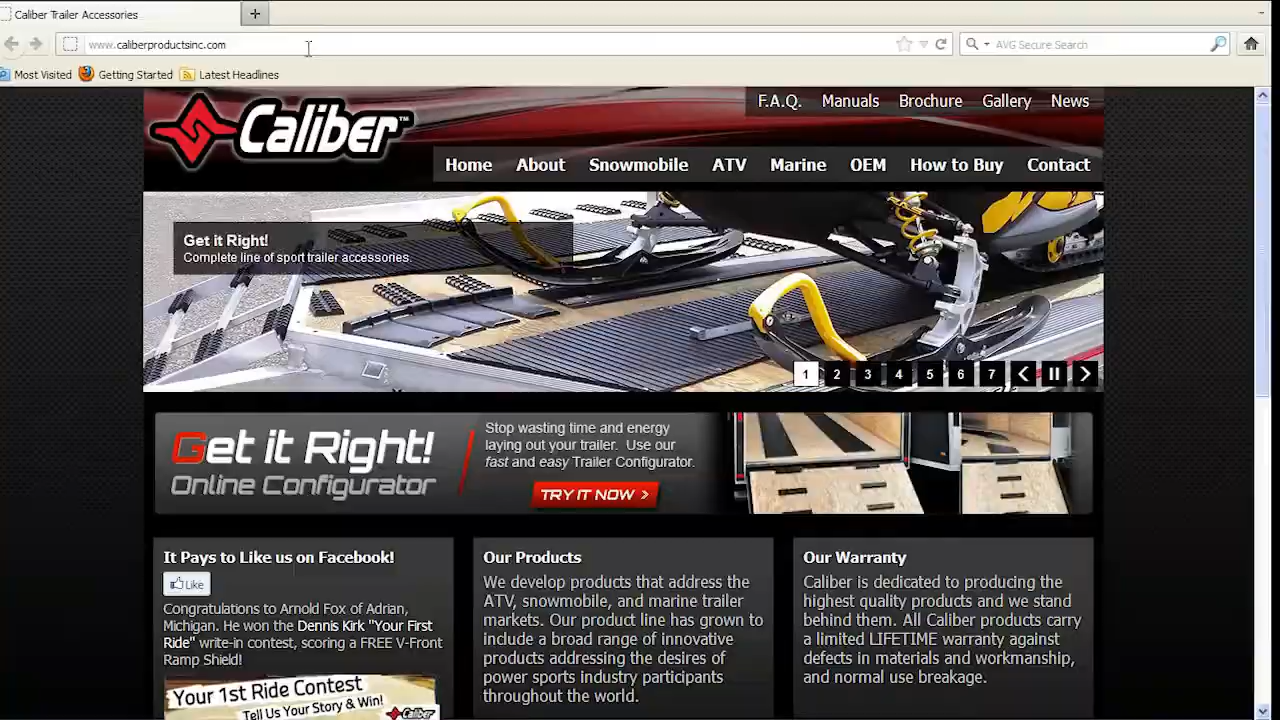 Caliber Trailer Accessories
www.caliberproductsinc.com
AVG Secure Search
Most Visited
Getting Started
Latest Headlines
Caliber™
F.A.Q.
Manuals
Brochure
Gallery
News
Home
About
Snowmobile
ATV
Marine
OEM
How to Buy
Contact
Get it Right!
Complete line of sport trailer accessories.
1 2 3 4 5 6 7
Get it Right!
Online Configurator
Stop wasting time and energy
laying out your trailer. Use our
fast and easy Trailer Configurator.
TRY IT NOW >
It Pays to Like us on Facebook!
Like
Congratulations to Arnold Fox of Adrian,
Michigan. He won the Dennis Kirk "Your First
Ride" write-in contest, scoring a FREE V-Front
Ramp Shield!
Your 1st Ride Contest
Tell Us Your Story & Win!
Caliber
Our Products
We develop products that address the
ATV, snowmobile, and marine trailer
markets. Our product line has grown to
include a broad range of innovative
products addressing the desires of
power sports industry participants
throughout the world.
Our Warranty
Caliber is dedicated to producing the
highest quality products and we stand
behind them. All Caliber products carry
a limited LIFETIME warranty against
defects in materials and workmanship,
and normal use breakage.